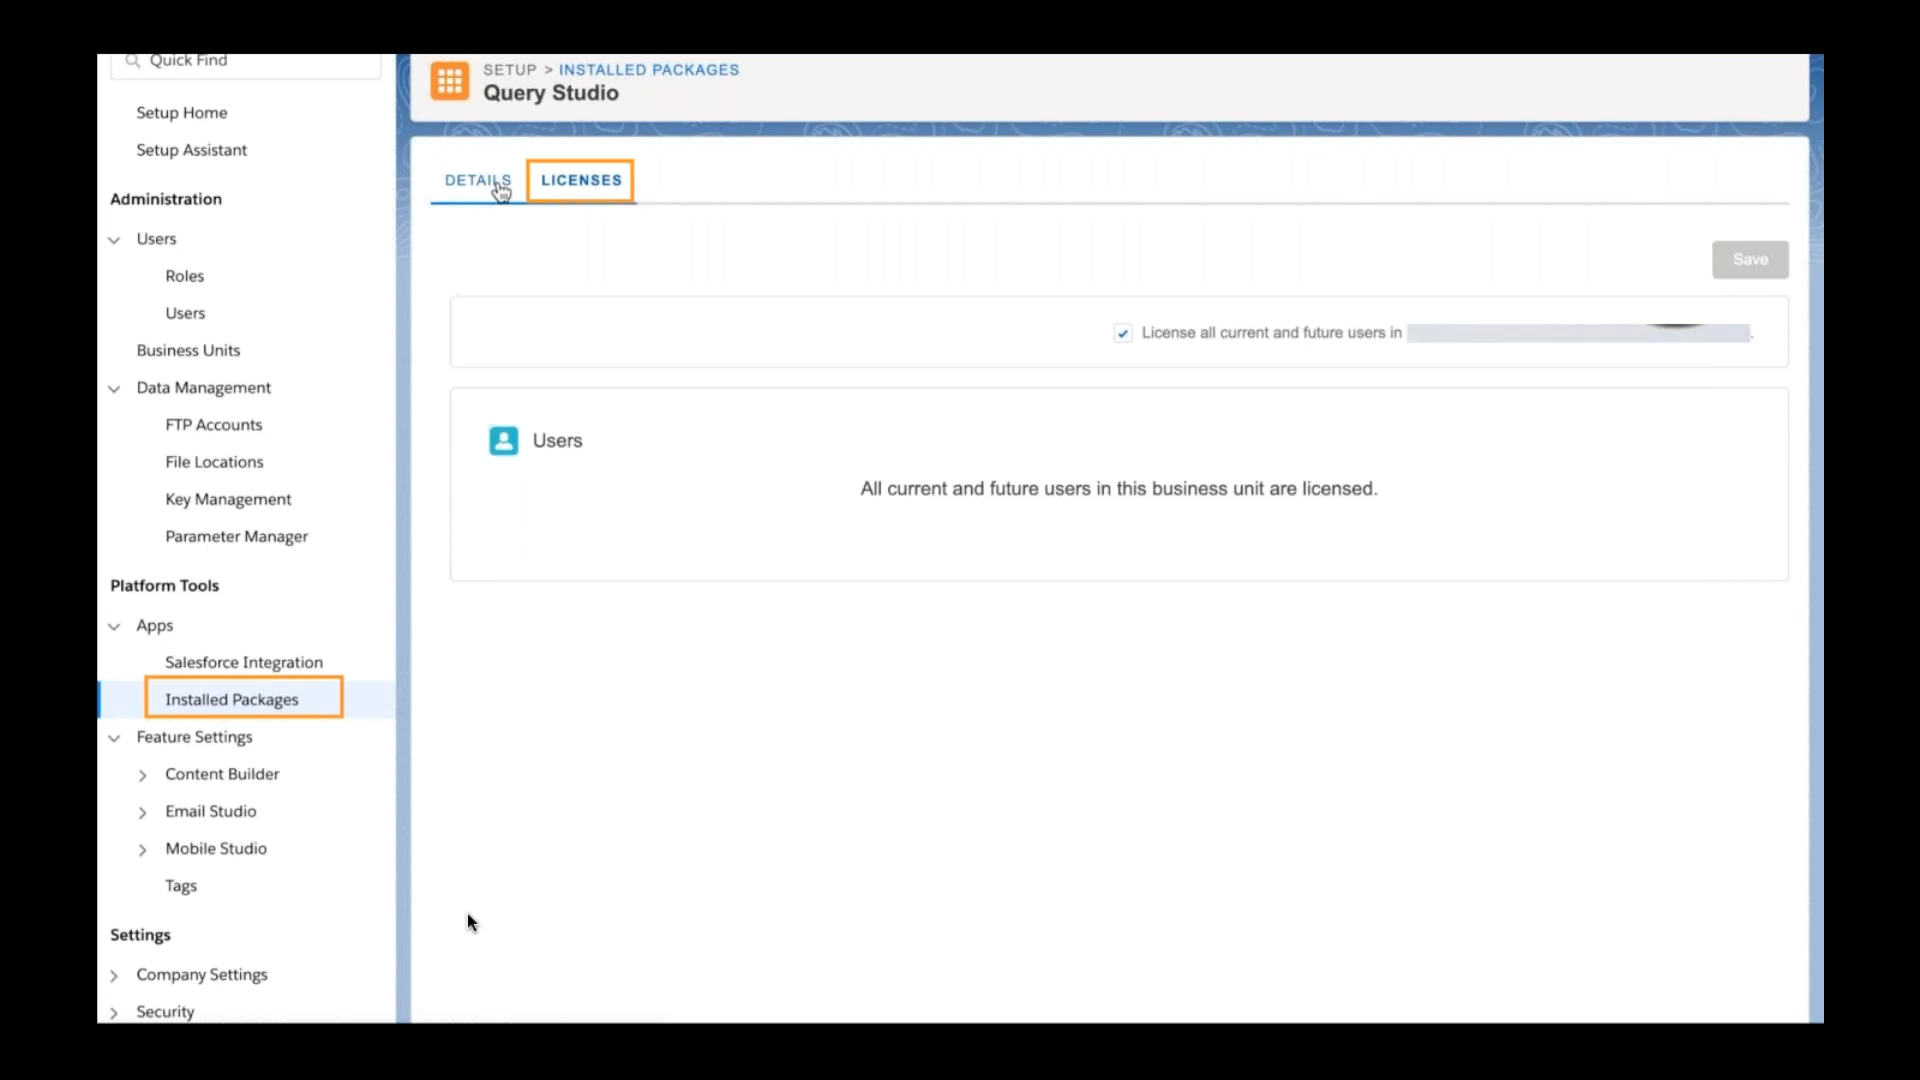 Quick Find
Setup Home
Setup Assistant
Administration
Users
Roles
Users
Business Units
Data Management
FTP Accounts
File Locations
Key Management
Parameter Manager
Platform Tools
Apps
Salesforce Integration
Installed Packages
Feature Settings
Content Builder
Email Studio
Mobile Studio
Tags
Settings
Company Settings
Security
SETUP > INSTALLED PACKAGES
Query Studio
DETAILS LICENSES
Save
License all current and future users in .
Users
All current and future users in this business unit are licensed.